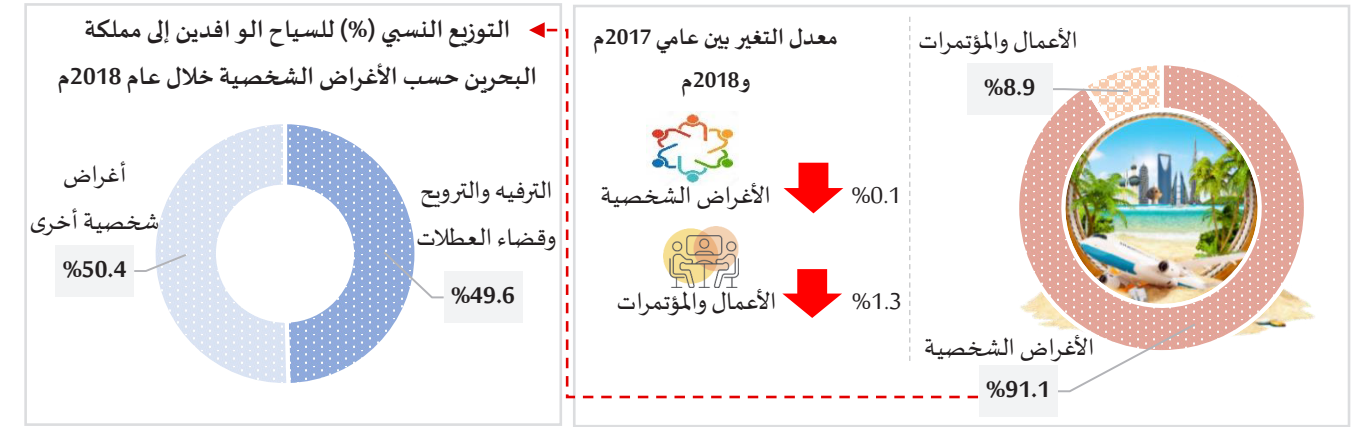 الأعمال والمؤتمرات
%8.9
الأغراض الشخصية
%91.1
معدل التغير بين عامي 2017م
و2018م
الأغراض الشخصية
%0.1
الأعمال والمؤتمرات
%1.3
التوزيع النسبي (%) للسياح الوافدين إلى مملكة
البحرين حسب الأغراض الشخصية خلال عام 2018م
الترفيه والترويح
وقضاء العطلات
%49.6
أغراض
شخصية أخرى
%50.4